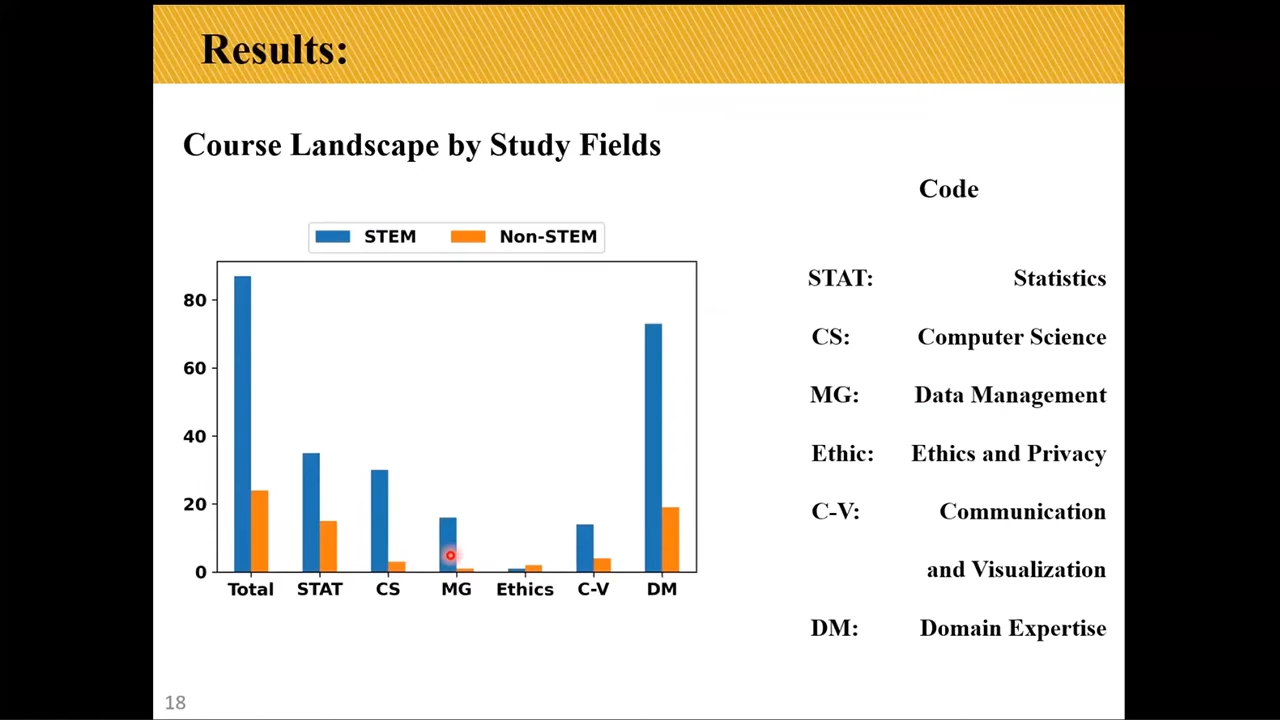 Results:
Course Landscape by Study Fields
Code
STEM Non-STEM
80
60
40
20
0
Total STAT CS MG Ethics C-V DM
STAT: Statistics
CS: Computer Science
MG: Data Management
Ethic: Ethics and Privacy
C-V: Communication
and Visualization
DM: Domain Expertise
18